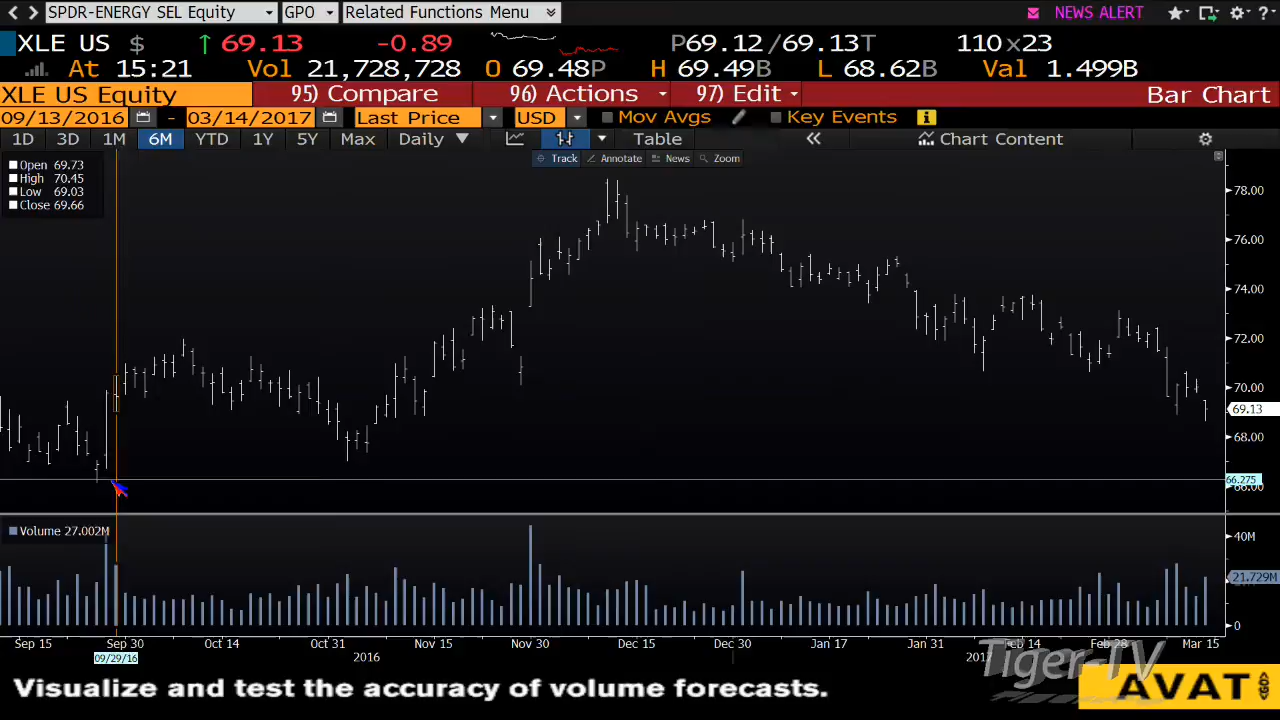 SPDR-ENERGY SEL Equity GPO Related Functions Menu NEWS ALERT ?
XLE US $ ↑ 69.13 -0.89 P69.12/69.13T 110x23
At 15:21 Vol 21,728,728 O 69.48P H 69.49B L 68.62B Val 1.499B
XLE US Equity 95) Compare 96) Actions 97) Edit Bar Chart
09/13/2016 - 03/14/2017 Last Price USD Mov Avgs Key Events i
1D 3D 1M 6M YTD 1Y 5Y Max Daily Table « Chart Content
Track Annotate News Zoom
Open 69.73
High 70.45
Low 69.03
Close 69.66
78.00
76.00
74.00
72.00
70.00
69.13
68.00
66.275
66.00
Volume 27.002M
40M
21.729M
0
Sep 15 Sep 30 Oct 14 Oct 31 Nov 15 Nov 30 Dec 15 Dec 30 Jan 17 Jan 31 Feb 14 Feb 28 Mar 15
09/29/16 2016 2017
Tiger-TV
Visualize and test the accuracy of volume forecasts. AVAT <GO>